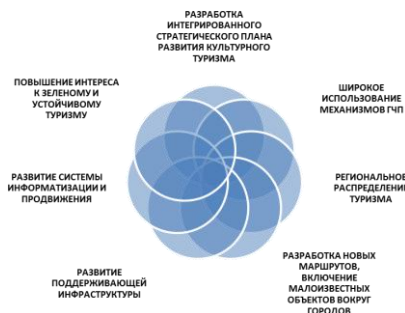 РАЗРАБОТКА
ИНТЕГРИРОВАННОГО
СТРАТЕГИЧЕСКОГО ПЛАНА
РАЗВИТИЯ КУЛЬТУРНОГО
ТУРИЗМА
ШИРОКОЕ
ИСПОЛЬЗОВАНИЕ
МЕХАНИЗМОВ ГЧП
РЕГИОНАЛЬНОЕ
РАСПРЕДЕЛЕНИЕ
ТУРИЗМА
РАЗРАБОТКА НОВЫХ
МАРШРУТОВ,
ВКЛЮЧЕНИЕ
МАЛОИЗВЕСТНЫХ
ОБЪЕКТОВ ВОКРУГ
ГОРОДОВ
РАЗВИТИЕ
ПОДДЕРЖИВАЮЩЕЙ
ИНФРАСТРУКТУРЫ
РАЗВИТИЕ СИСТЕМЫ
ИНФОРМАТИЗАЦИИ И
ПРОДВИЖЕНИЯ
ПОВЫШЕНИЕ ИНТЕРЕСА
К ЗЕЛЕНОМУ И
УСТОЙЧИВОМУ
ТУРИЗМУ